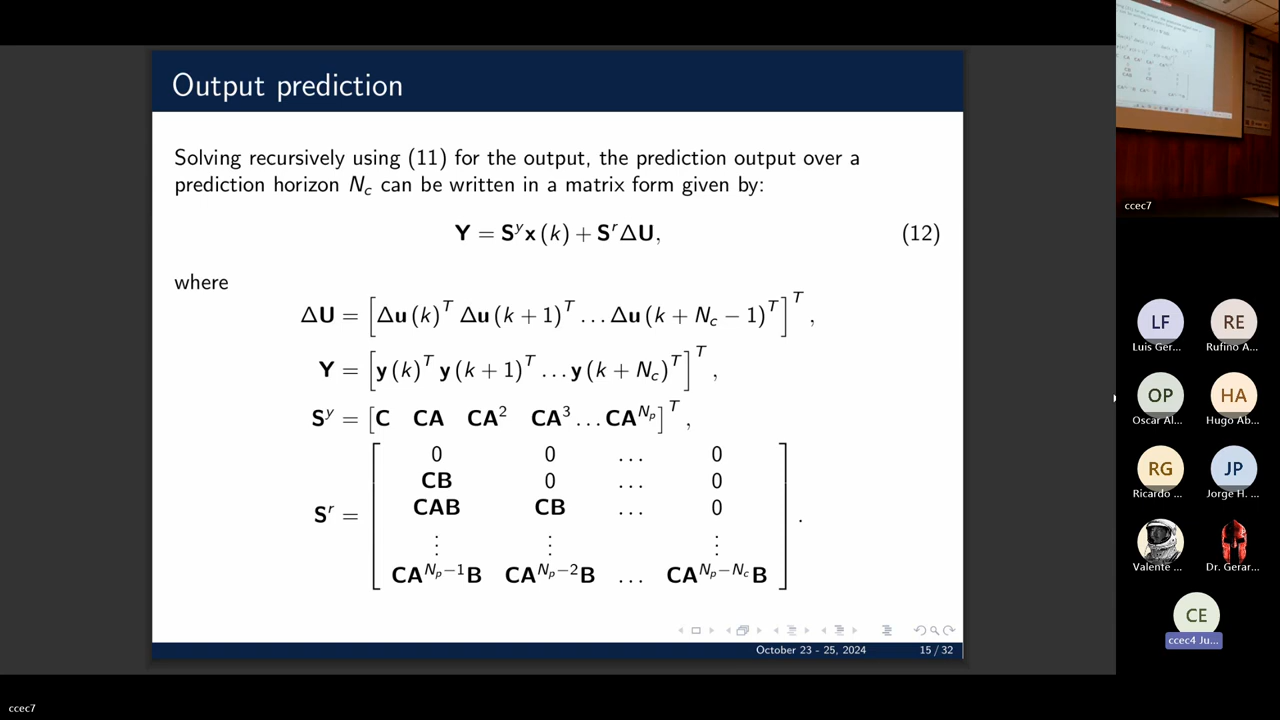 Output prediction
Solving recursively using (11) for the output, the prediction output over a
prediction horizon N_c can be written in a matrix form given by:
Y = S^y x (k) + S^r ΔU, (12)
where
ΔU = [Δu (k)^T Δu (k + 1)^T … Δu (k + N_c − 1)^T]^T ,
Y = [y (k)^T y (k + 1)^T … y (k + N_c)^T]^T ,
S^y = [C CA CA^2 CA^3 … CA^{N_p}]^T ,
S^r = [
0 0 … 0
CB 0 … 0
CAB CB … 0
⋮ ⋮ ⋮
CA^{N_p−1}B CA^{N_p−2}B … CA^{N_p−N_c}B
] .
October 23 - 25, 2024 15 / 32
ccec7
ccec7
LF RE
Luis Ger... Rufino A...
OP HA
Oscar Al... Hugo Ab...
RG JP
Ricardo ... Jorge H. ...
Valente ... Dr. Gerar...
CE
ccec4 Ju...